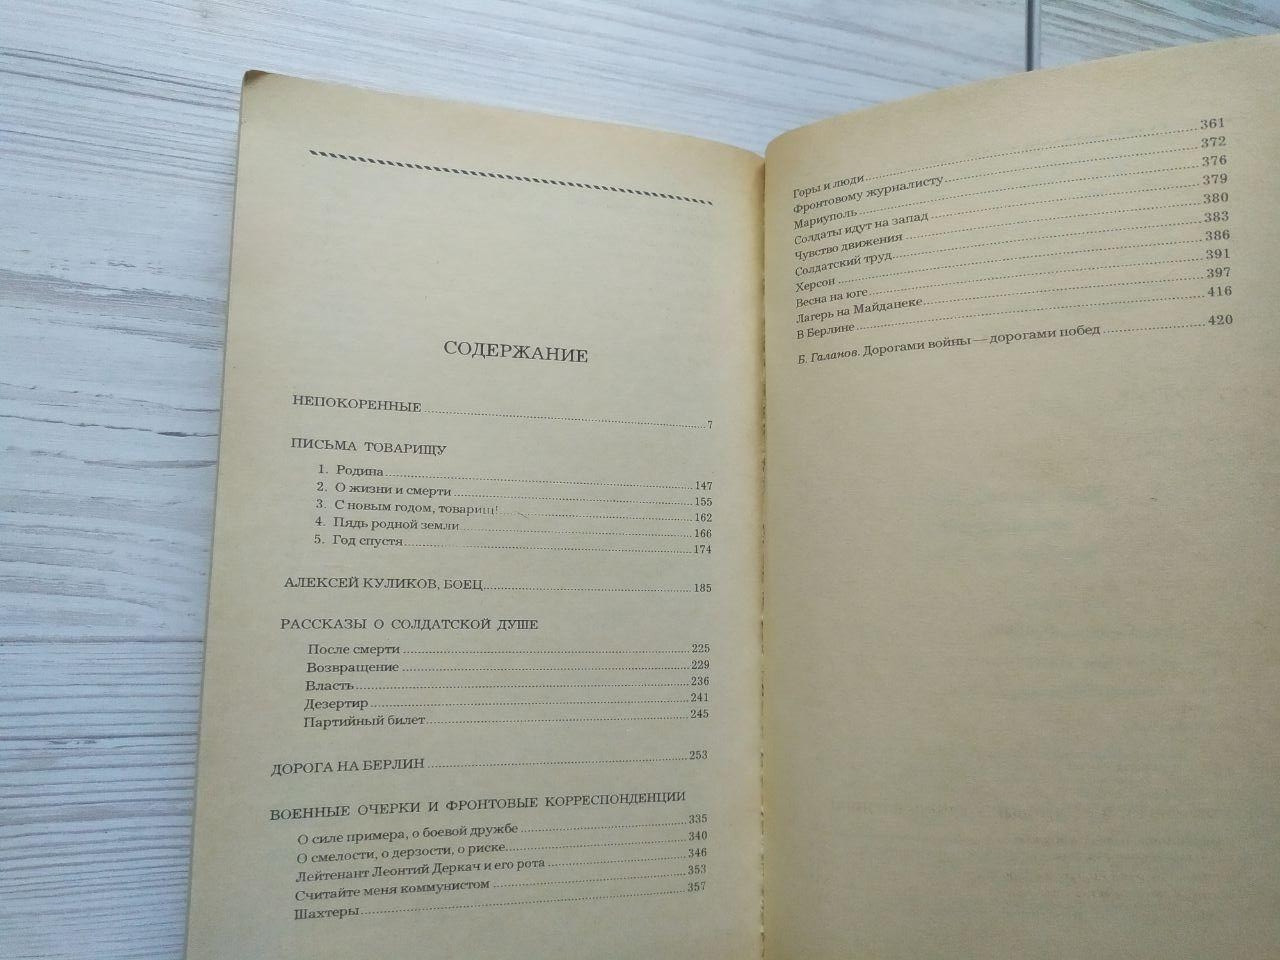 СОДЕРЖАНИЕ
НЕПОКОРЕННЫЕ 7
ПИСЬМА ТОВАРИЩУ
1. Родина 147
2. О жизни и смерти 155
3. С новым годом, товарищ! 162
4. Пядь родной земли 166
5. Год спустя 174
АЛЕКСЕЙ КУЛИКОВ, БОЕЦ 185
РАССКАЗЫ О СОЛДАТСКОЙ ДУШЕ
После смерти 225
Возвращение 229
Власть 236
Дезертир 241
Партийный билет 245
ДОРОГА НА БЕРЛИН 253
ВОЕННЫЕ ОЧЕРКИ И ФРОНТОВЫЕ КОРРЕСПОНДЕНЦИИ
О силе примера, о боевой дружбе 335
О смелости, о дерзости, о риске 340
Лейтенант Леонтий Деркач и его рота 346
Считайте меня коммунистом 353
Шахтеры 357
Горы и люди 361
Фронтовому журналисту 372
Мариуполь 376
Солдаты идут на запад 379
Чувство движения 380
Солдатский труд 383
Херсон 386
Весна на юге 391
Лагерь на Майданеке 397
В Берлине 416
Б. Галанов. Дорогами войны — дорогами побед 420